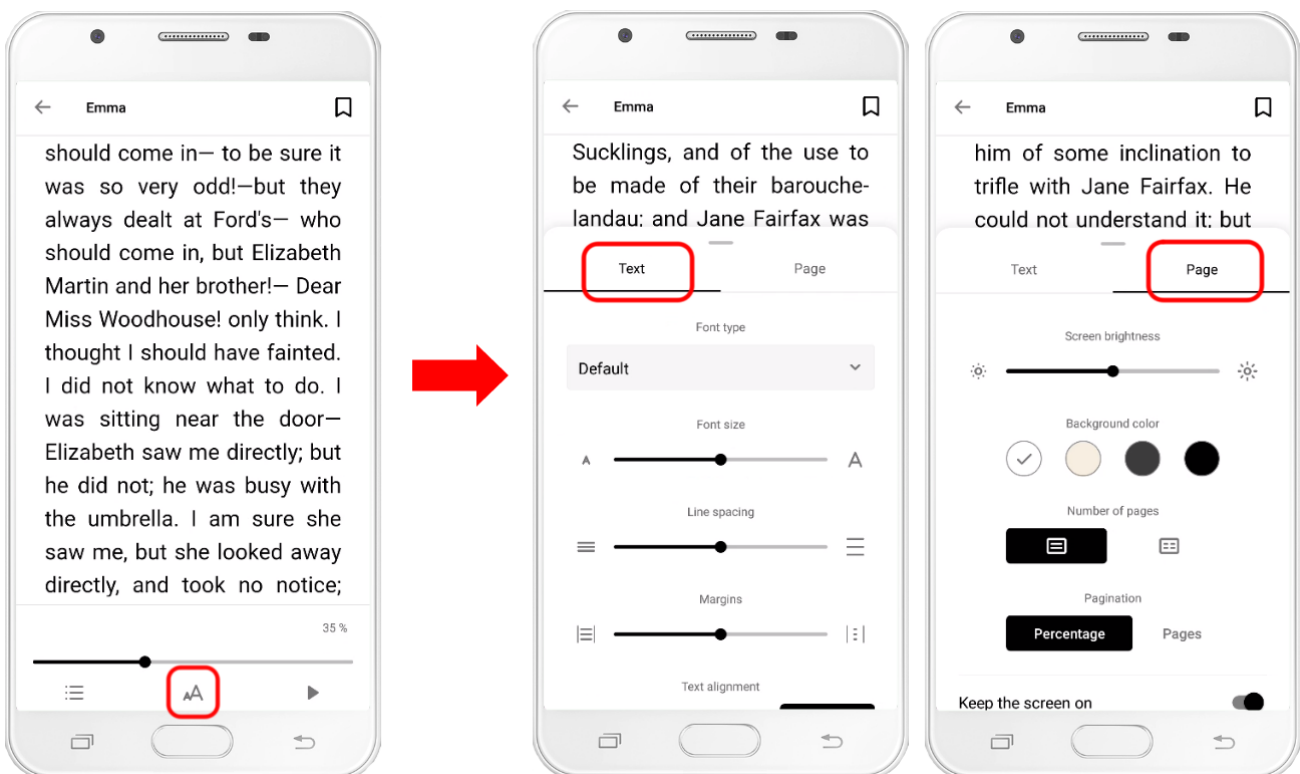 Emma
should come in— to be sure it
was so very odd!—but they
always dealt at Ford's— who
should come in, but Elizabeth
Martin and her brother!— Dear
Miss Woodhouse! only think. I
thought I should have fainted.
I did not know what to do. I
was sitting near the door—
Elizabeth saw me directly; but
he did not; he was busy with
the umbrella. I am sure she
saw me, but she looked away
directly, and took no notice;
35 %
AA
Emma
Sucklings, and of the use to
be made of their barouche-
landau; and Jane Fairfax was
Text Page
Font type
Default
Font size
A A
Line spacing
Margins
Text alignment
Emma
him of some inclination to
trifle with Jane Fairfax. He
could not understand it; but
Text Page
Screen brightness
Background color
Number of pages
Pagination
Percentage Pages
Keep the screen on